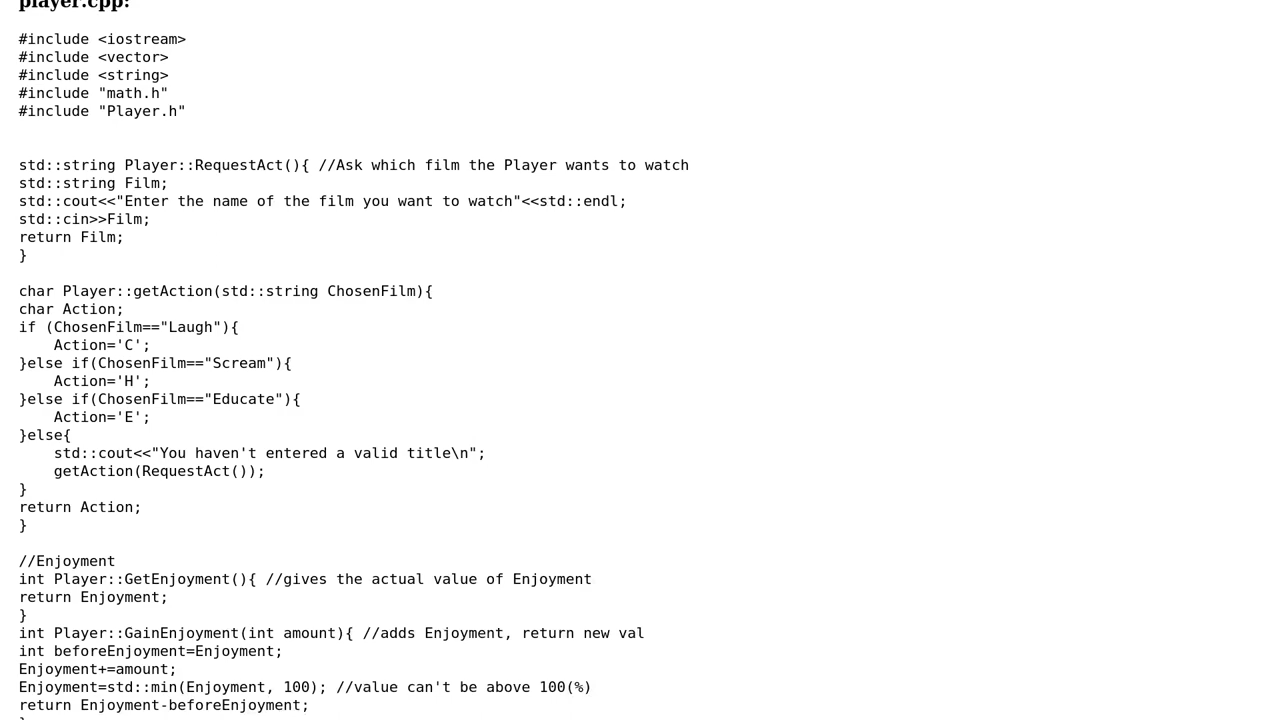 player.cpp:
#include <iostream>
#include <vector>
#include <string>
#include "math.h"
#include "Player.h"
std::string Player::RequestAct(){ //Ask which film the Player wants to watch
std::string Film;
std::cout<<"Enter the name of the film you want to watch"<<std::endl;
std::cin>>Film;
return Film;
}
char Player::getAction(std::string ChosenFilm){
char Action;
if (ChosenFilm=="Laugh"){
    Action='C';
}else if(ChosenFilm=="Scream"){
    Action='H';
}else if(ChosenFilm=="Educate"){
    Action='E';
}else{
    std::cout<<"You haven't entered a valid title\n";
    getAction(RequestAct());
}
return Action;
}
//Enjoyment
int Player::GetEnjoyment(){ //gives the actual value of Enjoyment
return Enjoyment;
}
int Player::GainEnjoyment(int amount){ //adds Enjoyment, return new val
int beforeEnjoyment=Enjoyment;
Enjoyment+=amount;
Enjoyment=std::min(Enjoyment, 100); //value can't be above 100(%)
return Enjoyment-beforeEnjoyment;
}